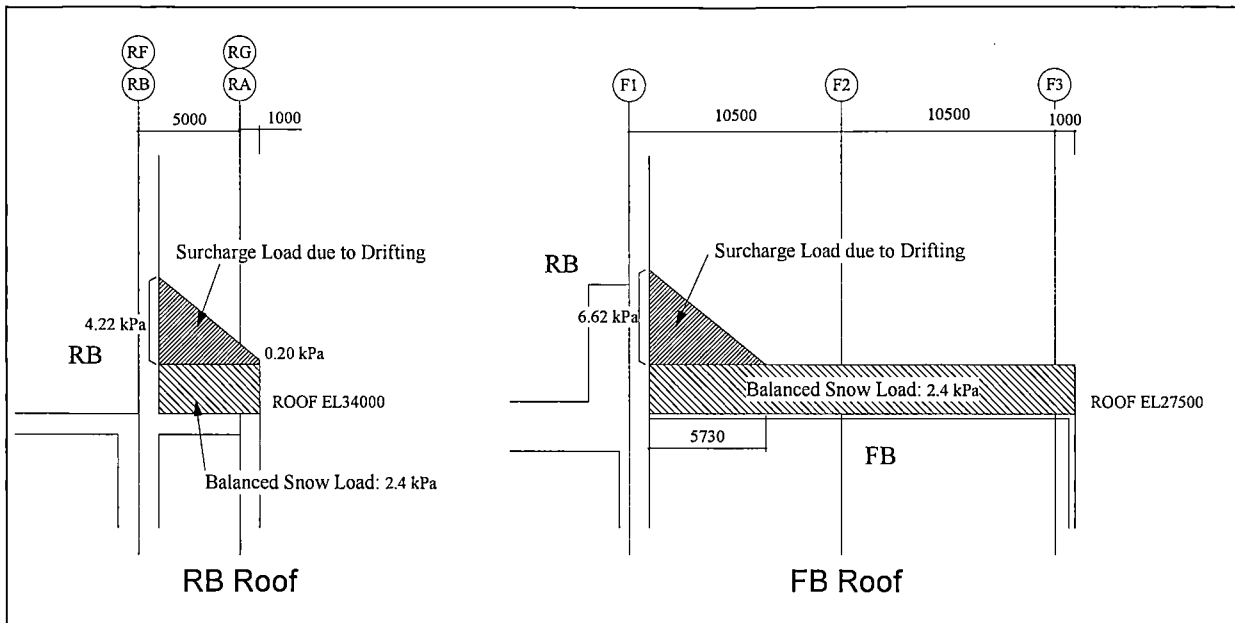 RF
RG
RB
RA
5000
1000
Surcharge Load due to Drifting
4.22 kPa
RB
0.20 kPa
ROOF EL34000
Balanced Snow Load: 2.4 kPa
RB Roof
F1
F2
F3
10500
10500
1000
Surcharge Load due to Drifting
RB
6.62 kPa
Balanced Snow Load: 2.4 kPa
ROOF EL27500
5730
FB
FB Roof